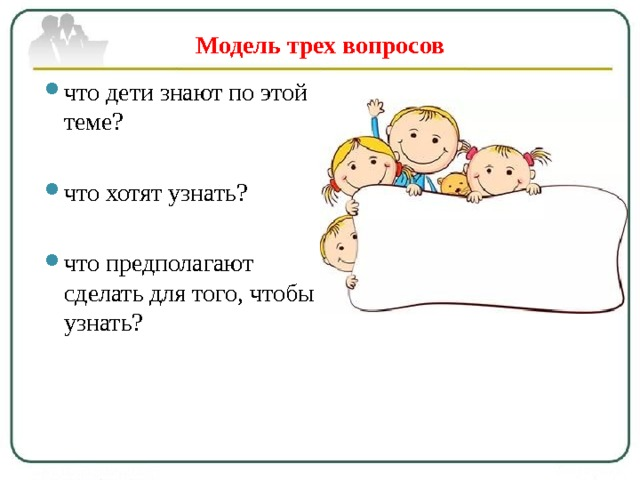 Модель трех вопросов
что дети знают по этой
теме?
что хотят узнать?
что предполагают
сделать для того, чтобы
узнать?